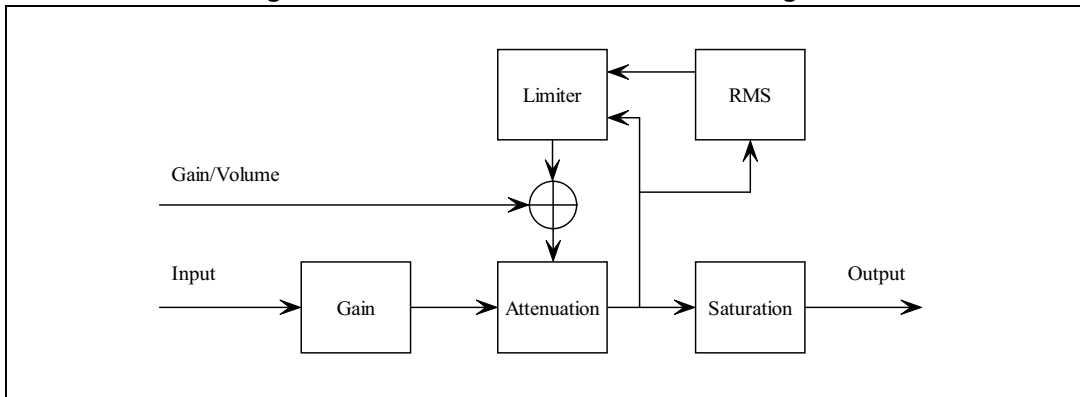 Limiter
RMS
Gain/Volume
Input
Output
Gain
Attenuation
Saturation